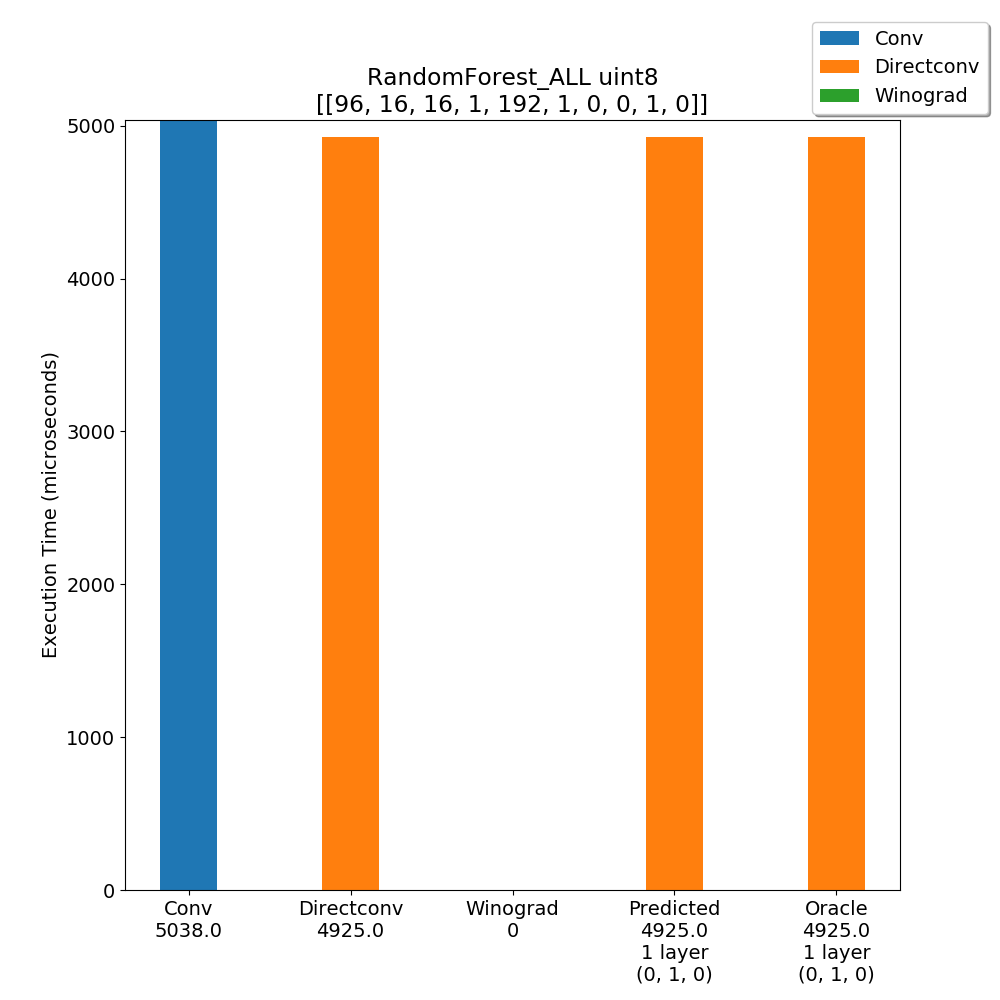 Conv
Directconv
Winograd
RandomForest_ALL uint8
[[96, 16, 16, 1, 192, 1, 0, 0, 1, 0]]
Execution Time (microseconds)
5000
4000
3000
2000
1000
0
Conv
5038.0
Directconv
4925.0
Winograd
0
Predicted
4925.0
1 layer
(0, 1, 0)
Oracle
4925.0
1 layer
(0, 1, 0)